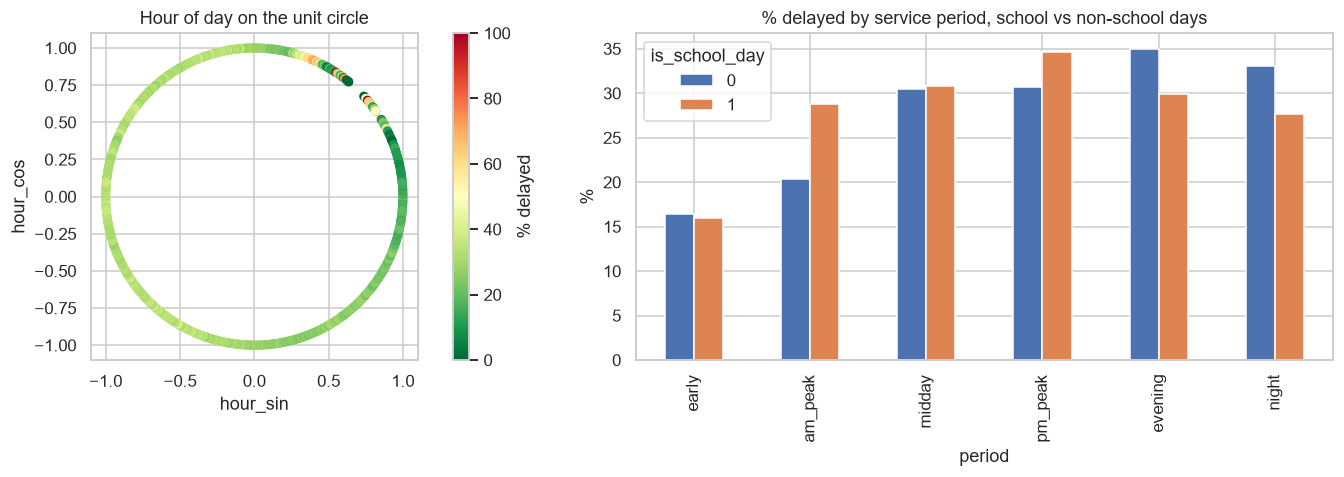 Hour of day on the unit circle
1.00
0.75
0.50
0.25
0.00
−0.25
−0.50
−0.75
−1.00
hour_cos
−1.0
−0.5
0.0
0.5
1.0
hour_sin
100
80
60
40
20
0
% delayed
% delayed by service period, school vs non-school days
is_school_day
0
1
35
30
25
20
15
10
5
0
%
early
am_peak
midday
pm_peak
evening
night
period